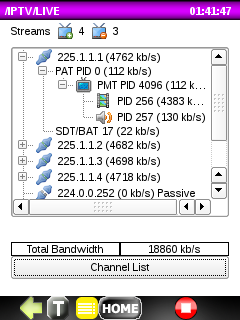 /IPTV/LIVE 01:41:47
Streams 4 3
225.1.1.1 (4762 kb/s)
PAT PID 0 (112 kb/s)
PMT PID 4096 (112 k...
PID 256 (4383 k...
PID 257 (130 kb/s)
SDT/BAT 17 (22 kb/s)
225.1.1.2 (4682 kb/s)
225.1.1.3 (4698 kb/s)
225.1.1.4 (4718 kb/s)
224.0.0.252 (0 kb/s) Passive
Total Bandwidth 18860 kb/s
Channel List
T HOME